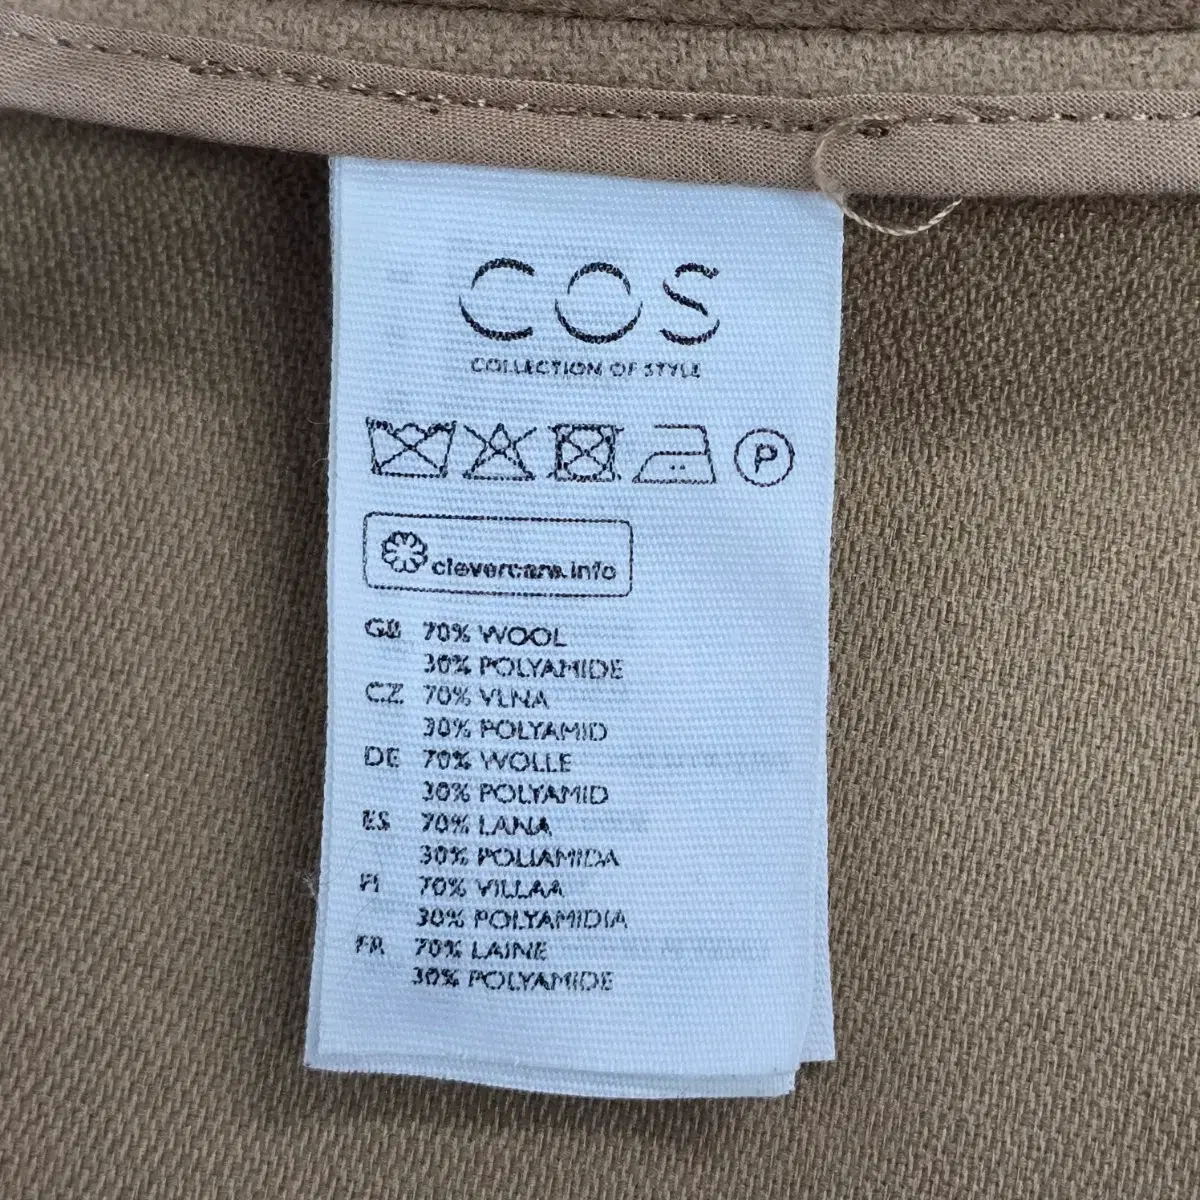 COS
COLLECTION OF STYLE
P
clevercare.info
GB 70% WOOL
30% POLYAMIDE
CZ 70% VLNA
30% POLYAMID
DE 70% WOLLE
30% POLYAMID
ES 70% LANA
30% POLIAMIDA
FI 70% VILLAA
30% POLYAMIDIA
FR 70% LAINE
30% POLYAMIDE